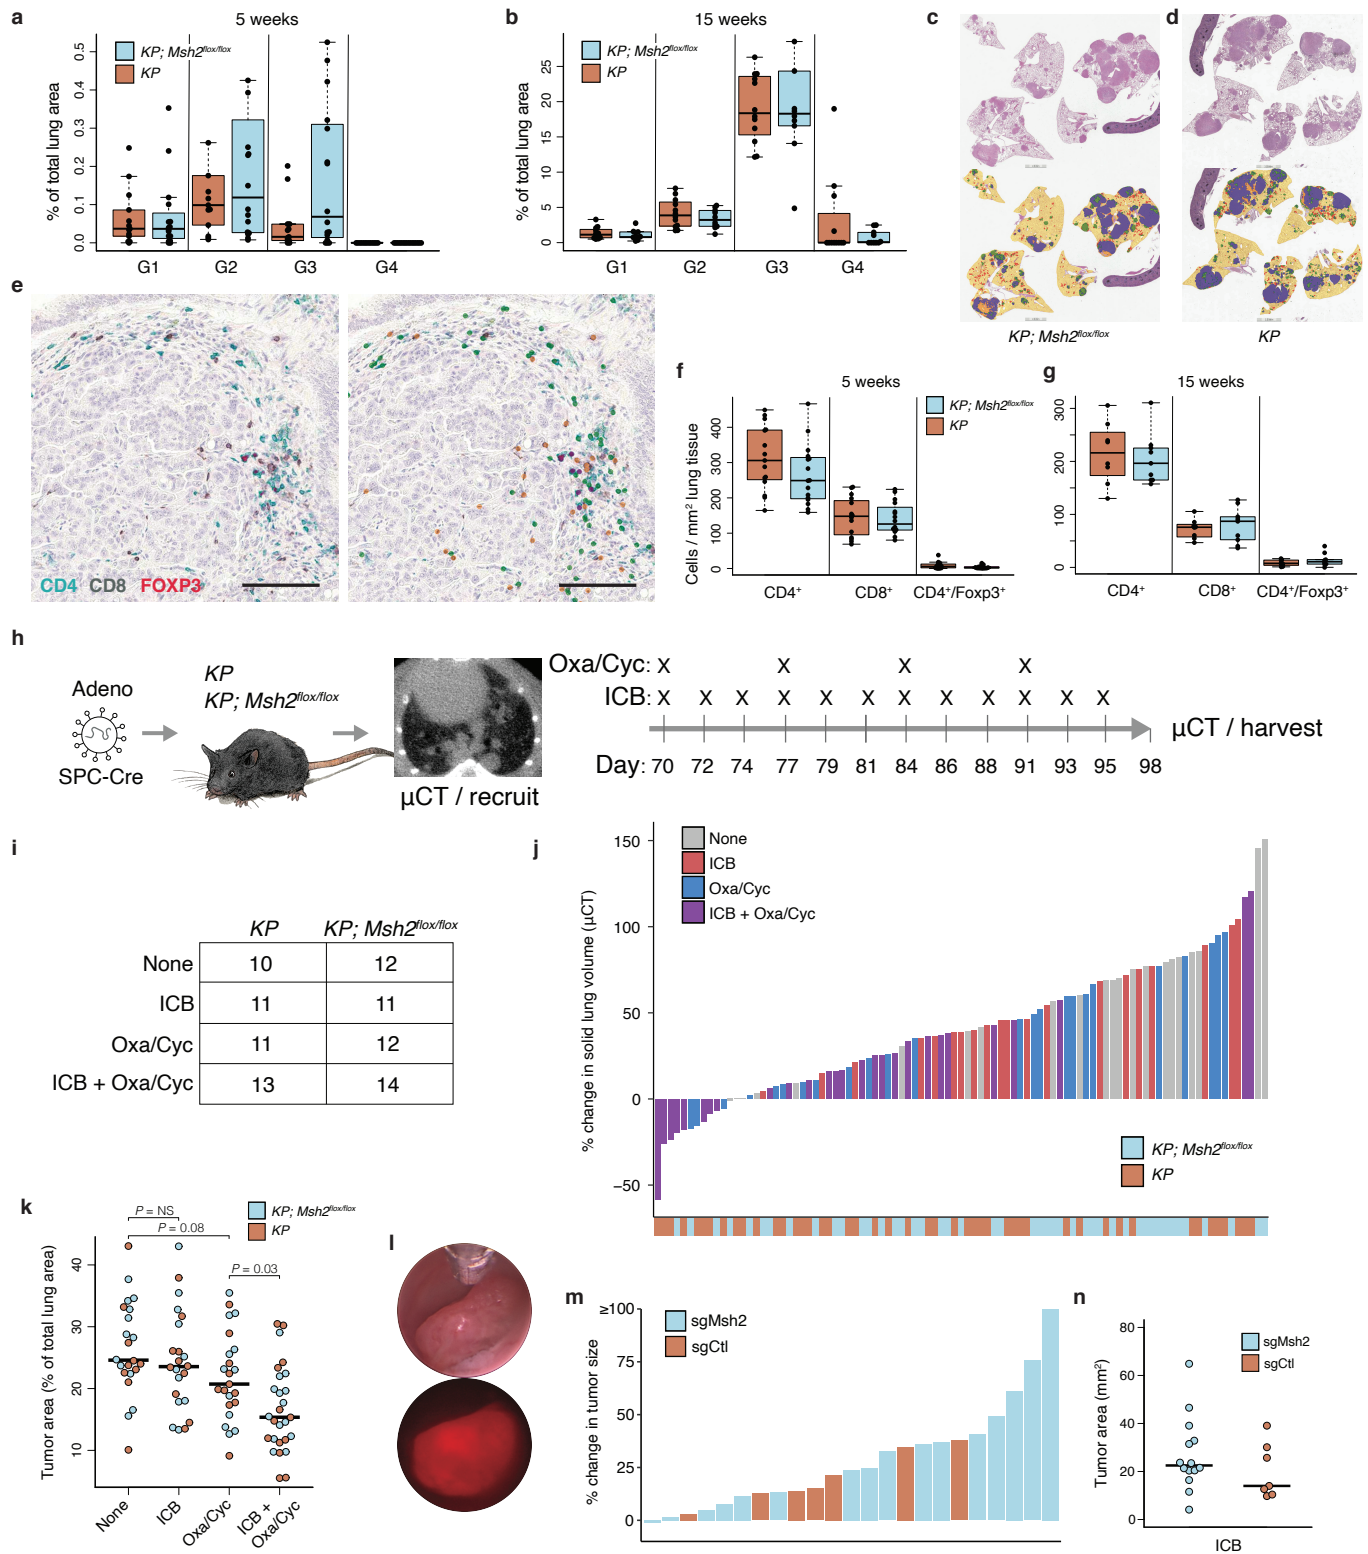 a
5 weeks
KP; Msh2flox/flox
KP
% of total lung area
0.5
0.4
0.3
0.2
0.1
0.0
G1 G2 G3 G4
b
15 weeks
KP; Msh2flox/flox
KP
% of total lung area
25
20
15
10
5
0
G1 G2 G3 G4
c
KP; Msh2flox/flox
d
KP
e
CD4 CD8 FOXP3
f
5 weeks
KP; Msh2flox/flox
KP
Cells / mm² lung tissue
400
300
200
100
0
CD4⁺ CD8⁺ CD4⁺/Foxp3⁺
g
15 weeks
300
200
100
0
CD4⁺ CD8⁺ CD4⁺/Foxp3⁺
h
Adeno
SPC-Cre
KP
KP; Msh2flox/flox
µCT / recruit
Oxa/Cyc: X X X X
ICB: X X X X X X X X X X X X
µCT / harvest
Day: 70 72 74 77 79 81 84 86 88 91 93 95 98
i
KP KP; Msh2flox/flox
None 10 12
ICB 11 11
Oxa/Cyc 11 12
ICB + Oxa/Cyc 13 14
j
None
ICB
Oxa/Cyc
ICB + Oxa/Cyc
% change in solid lung volume (µCT)
150
100
50
0
−50
KP; Msh2flox/flox
KP
k
KP; Msh2flox/flox
KP
P = NS
P = 0.08
P = 0.03
Tumor area (% of total lung area)
40
30
20
10
None
ICB
Oxa/Cyc
ICB +
Oxa/Cyc
l
m
sgMsh2
sgCtl
% change in tumor size
≥100
75
50
25
0
n
sgMsh2
sgCtl
Tumor area (mm²)
80
60
40
20
0
ICB